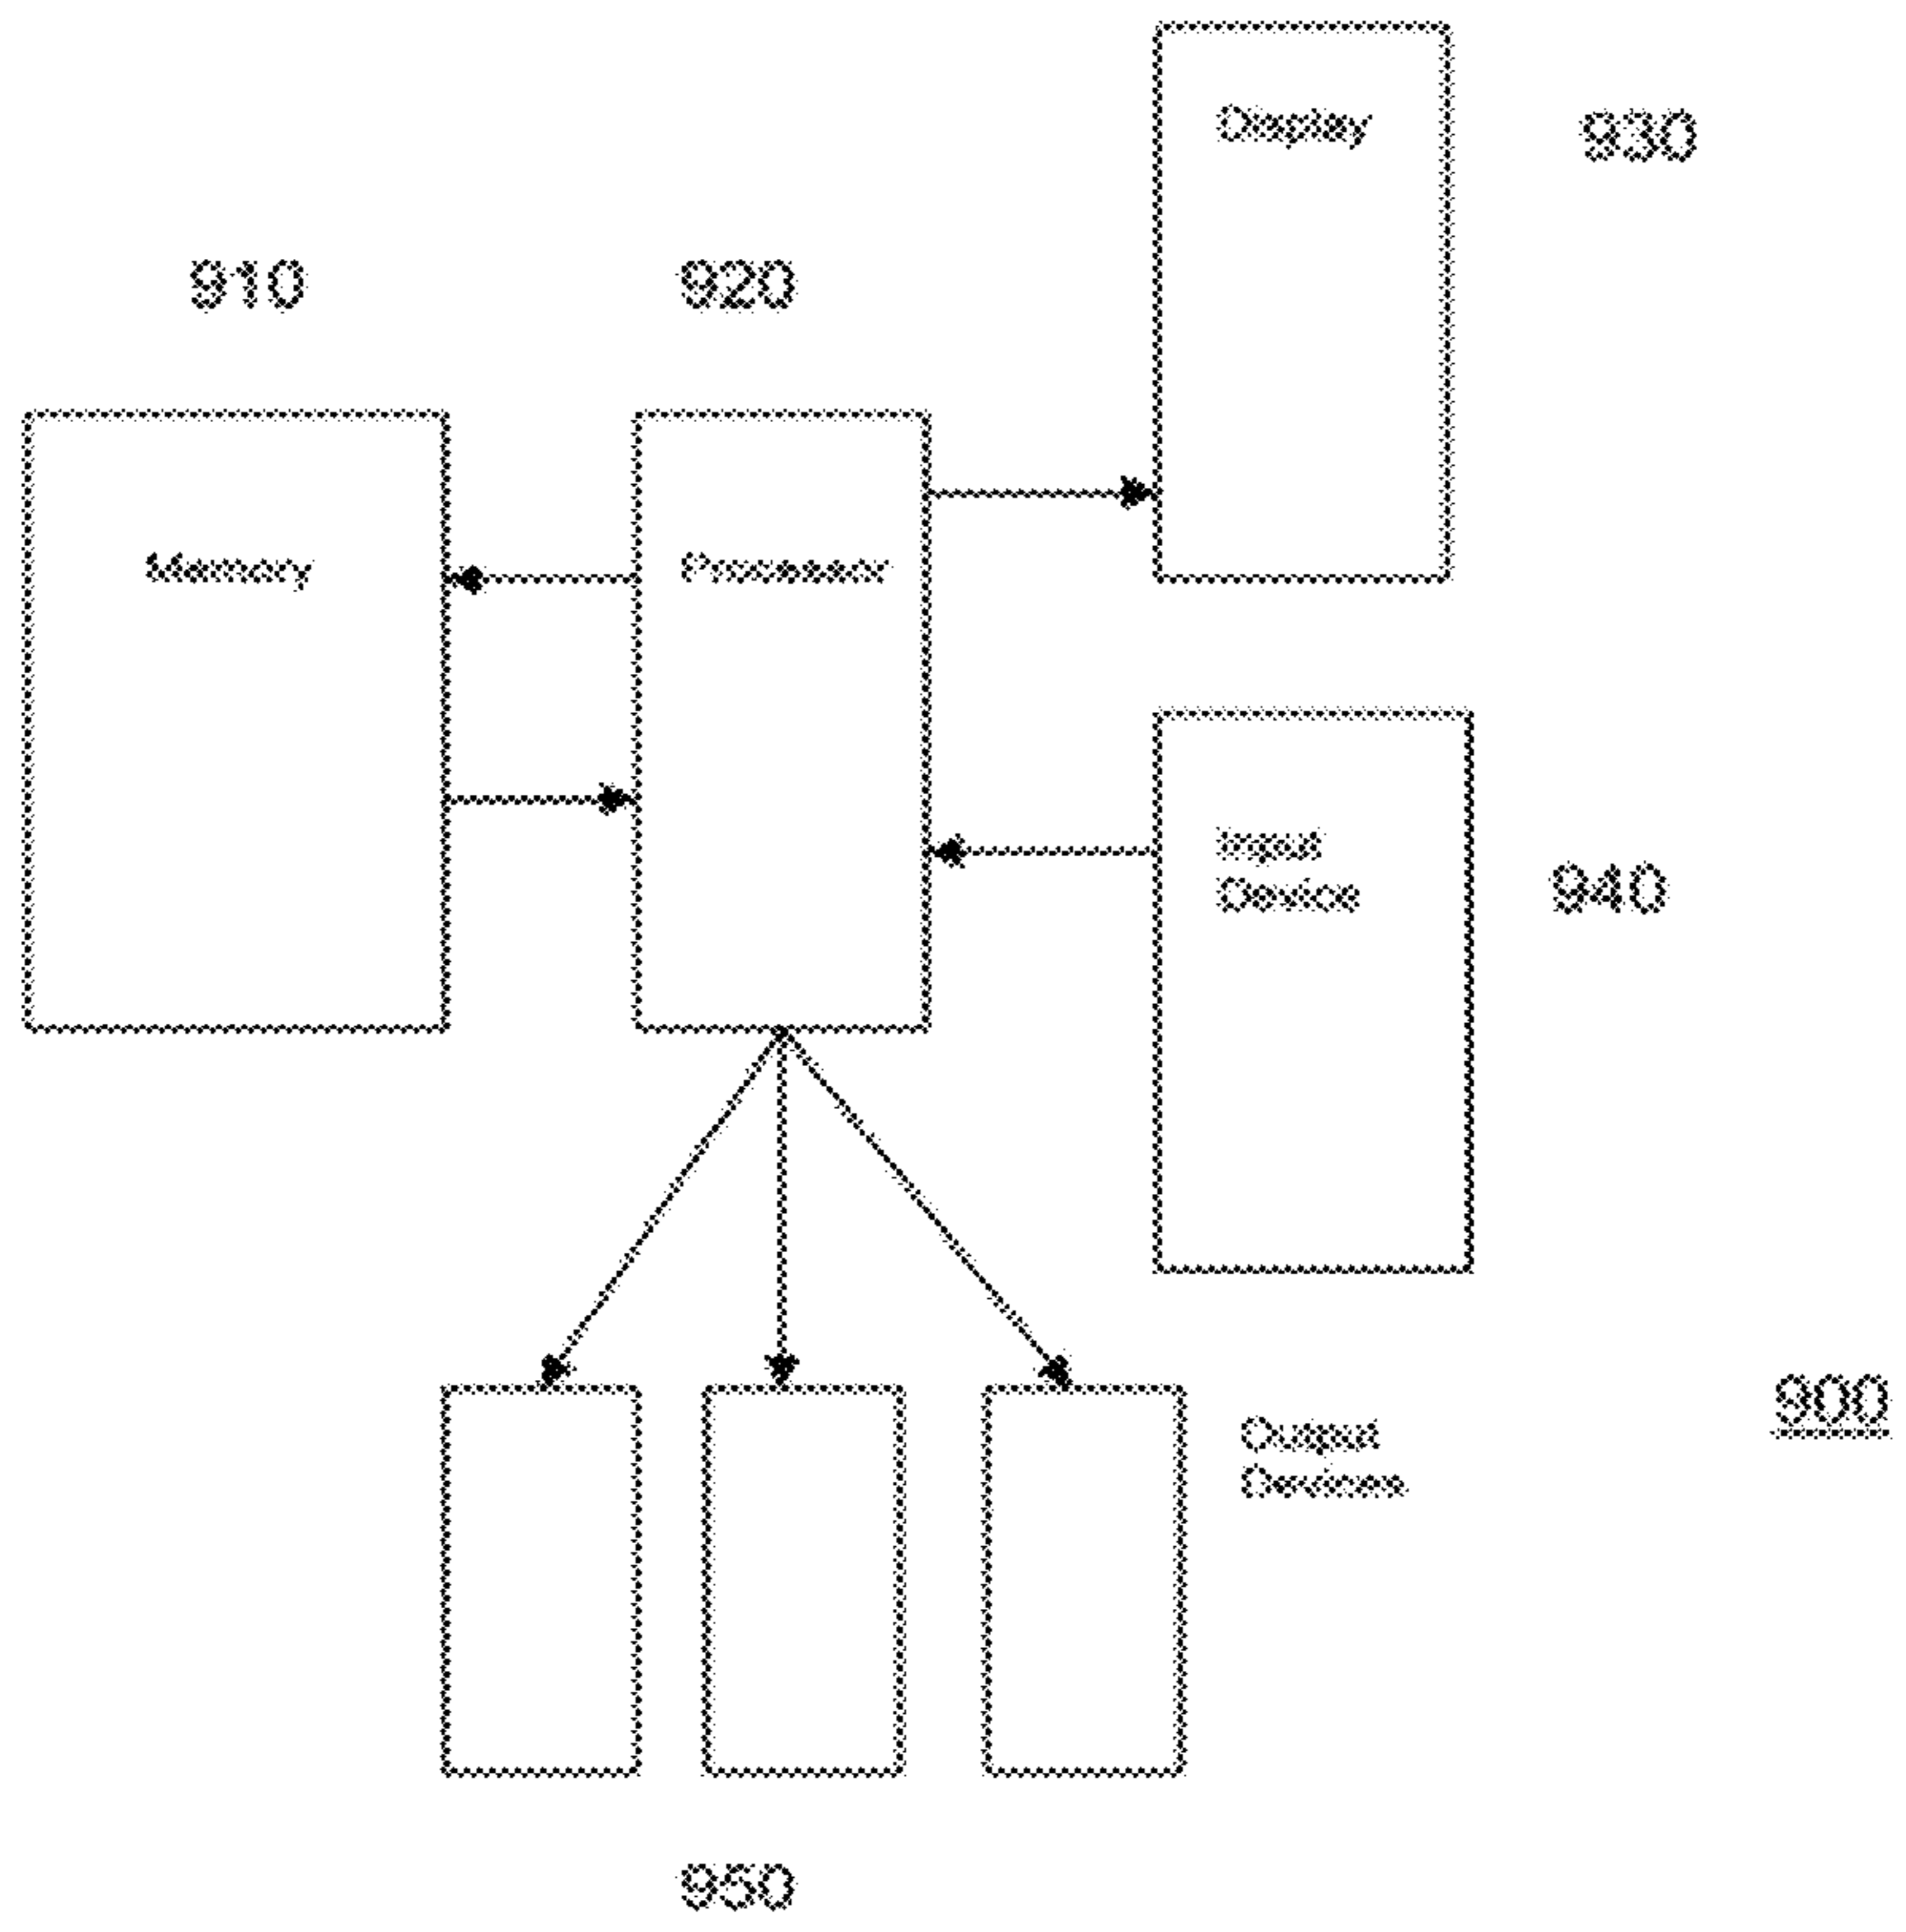 Display
930
910
920
Memory
Processor
Input
Device
940
Output
Devices
900
950